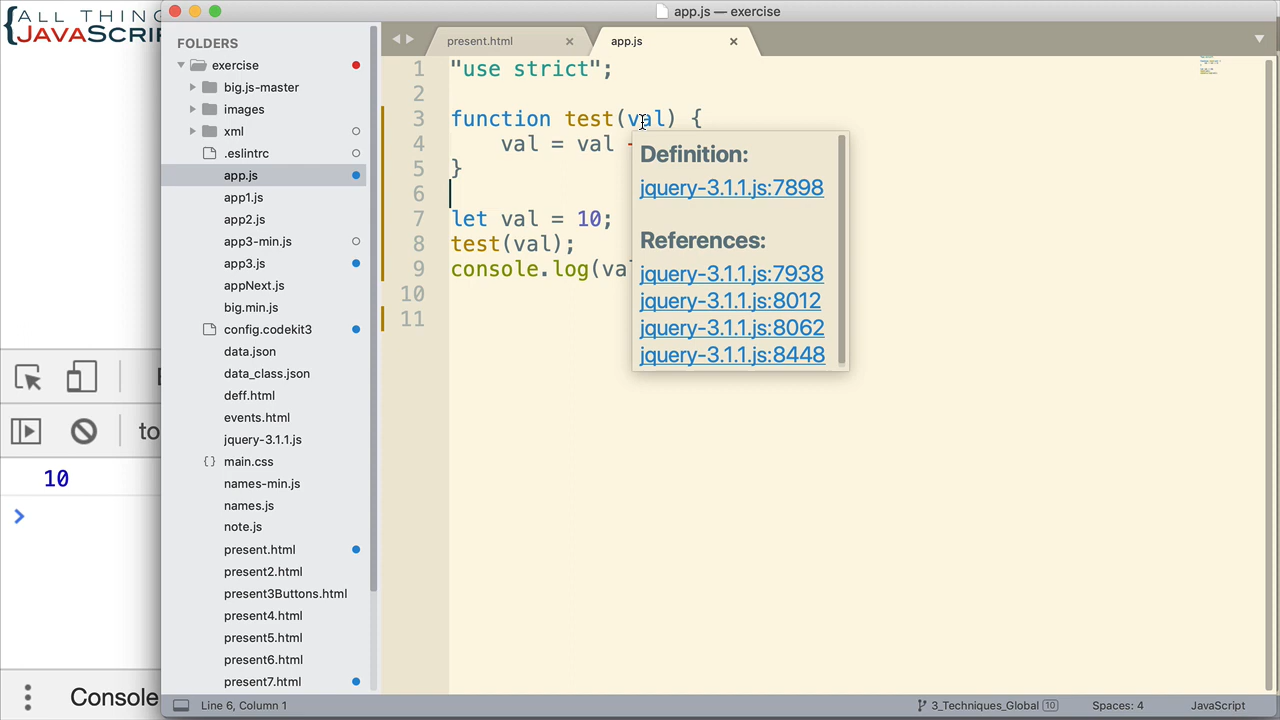 {ALL THIN
JAVASCRI
app.js — exercise
FOLDERS
exercise
big.js-master
images
xml
.eslintrc
app.js
app1.js
app2.js
app3-min.js
app3.js
appNext.js
big.min.js
config.codekit3
data.json
data_class.json
deff.html
events.html
jquery-3.1.1.js
{} main.css
names-min.js
names.js
note.js
present.html
present2.html
present3Buttons.html
present4.html
present5.html
present6.html
present7.html
present.html
app.js
1 "use strict";
2
3 function test(val) {
4 val = val
5 }
6
7 let val = 10;
8 test(val);
9 console.log(va
10
11
Definition:
jquery-3.1.1.js:7898
References:
jquery-3.1.1.js:7938
jquery-3.1.1.js:8012
jquery-3.1.1.js:8062
jquery-3.1.1.js:8448
to
10
Console
Line 6, Column 1
3_Techniques_Global 10
Spaces: 4
JavaScript